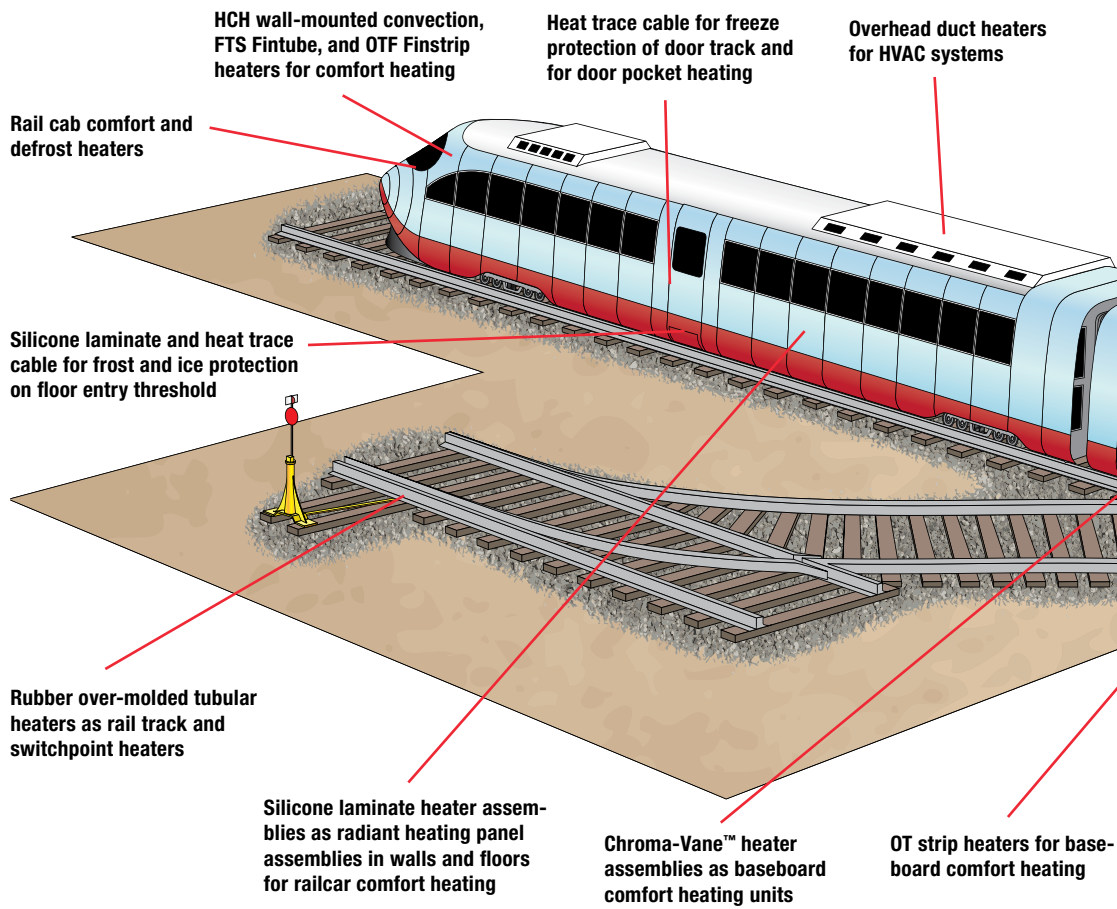 HCH wall-mounted convection,
FTS Fintube, and OTF Finstrip
heaters for comfort heating
Heat trace cable for freeze
protection of door track and
for door pocket heating
Overhead duct heaters
for HVAC systems
Rail cab comfort and
defrost heaters
Silicone laminate and heat trace
cable for frost and ice protection
on floor entry threshold
Rubber over-molded tubular
heaters as rail track and
switchpoint heaters
Silicone laminate heater assem-
blies as radiant heating panel
assemblies in walls and floors
for railcar comfort heating
Chroma-Vane™ heater
assemblies as baseboard
comfort heating units
OT strip heaters for base-
board comfort heating